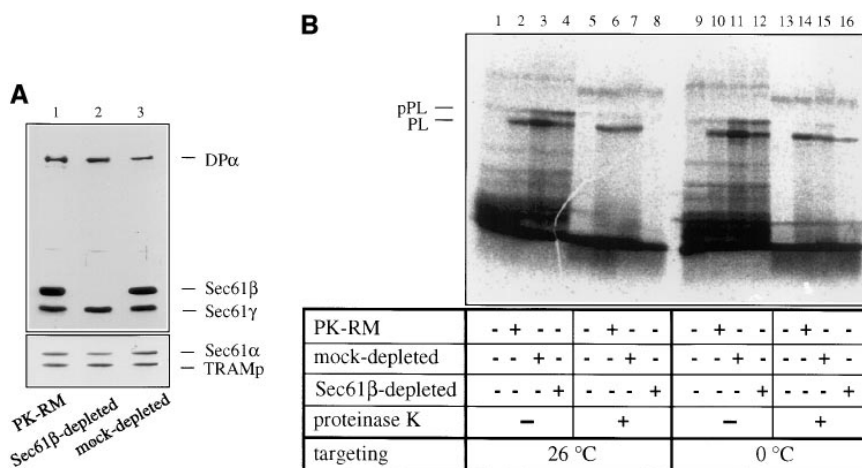 A
1 2 3
DPα
Sec61β
Sec61γ
Sec61α
TRAMp
PK-RM
Sec61β-depleted
mock-depleted
B
1 2 3 4 5 6 7 8 9 10 11 12 13 14 15 16
pPL
PL
PK-RM - + - - - + - - - + - - - + - -
mock-depleted - - + - - - + - - - + - - - + -
Sec61β-depleted - - - + - - - + - - - + - - - +
proteinase K − + − +
targeting 26 °C 0 °C